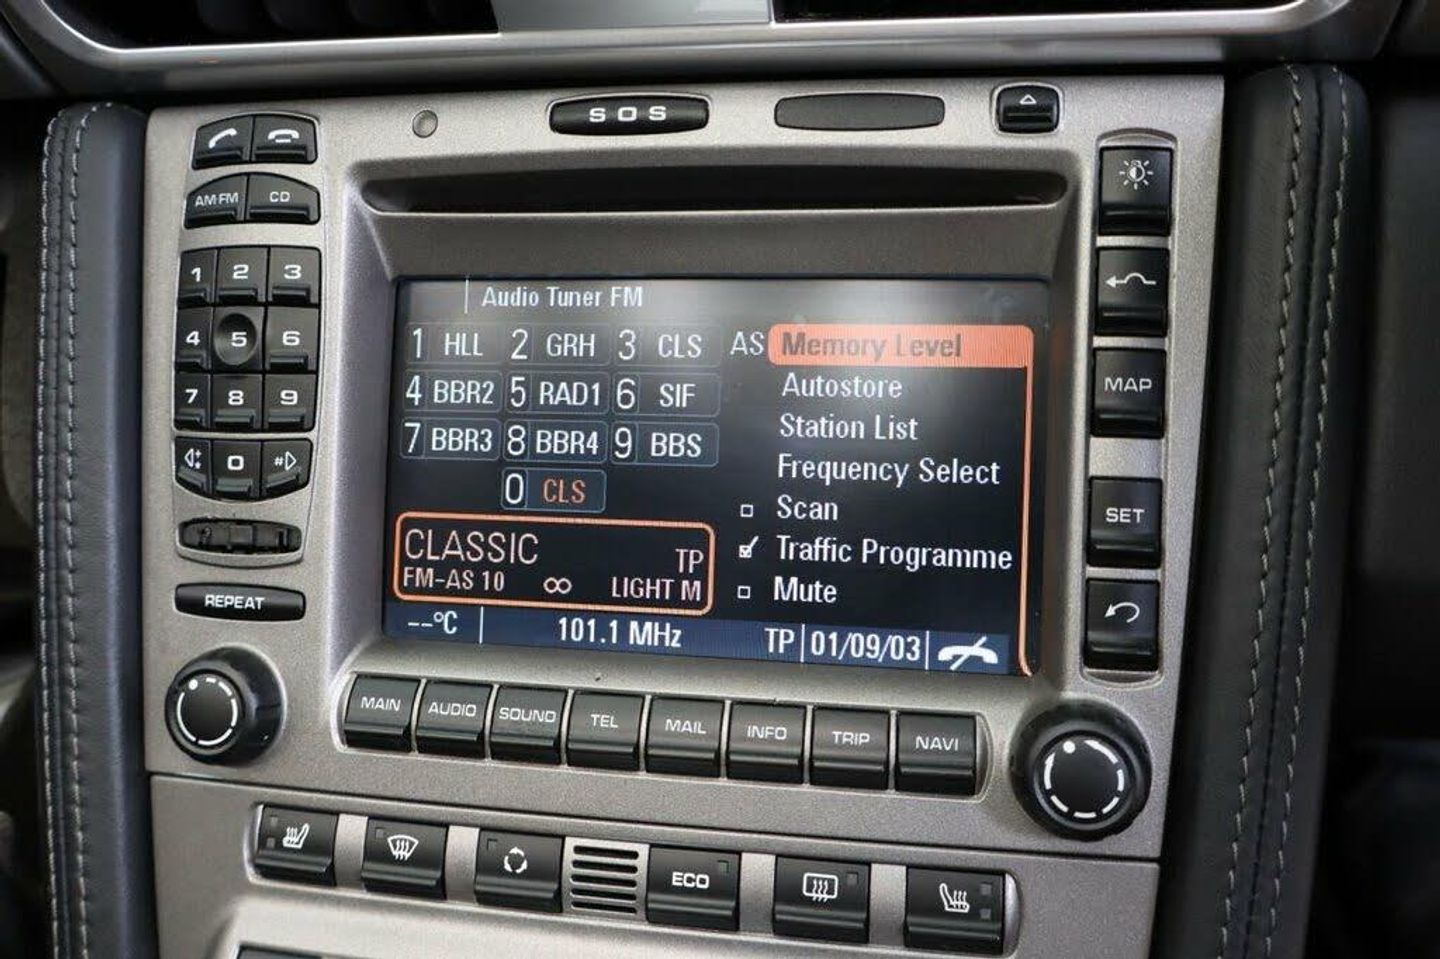 SOS
AM·FM CD
1 2 3
4 5 6
7 8 9
0 #
REPEAT
Audio Tuner FM
1 HLL 2 GRH 3 CLS
4 BBR2 5 RAD1 6 SIF
7 BBR3 8 BBR4 9 BBS
0 CLS
AS Memory Level
Autostore
Station List
Frequency Select
Scan
Traffic Programme
Mute
CLASSIC TP
FM-AS 10 ∞ LIGHT M
--°C 101.1 MHz TP 01/09/03
MAP
SET
MAIN AUDIO SOUND TEL MAIL INFO TRIP NAVI
ECO